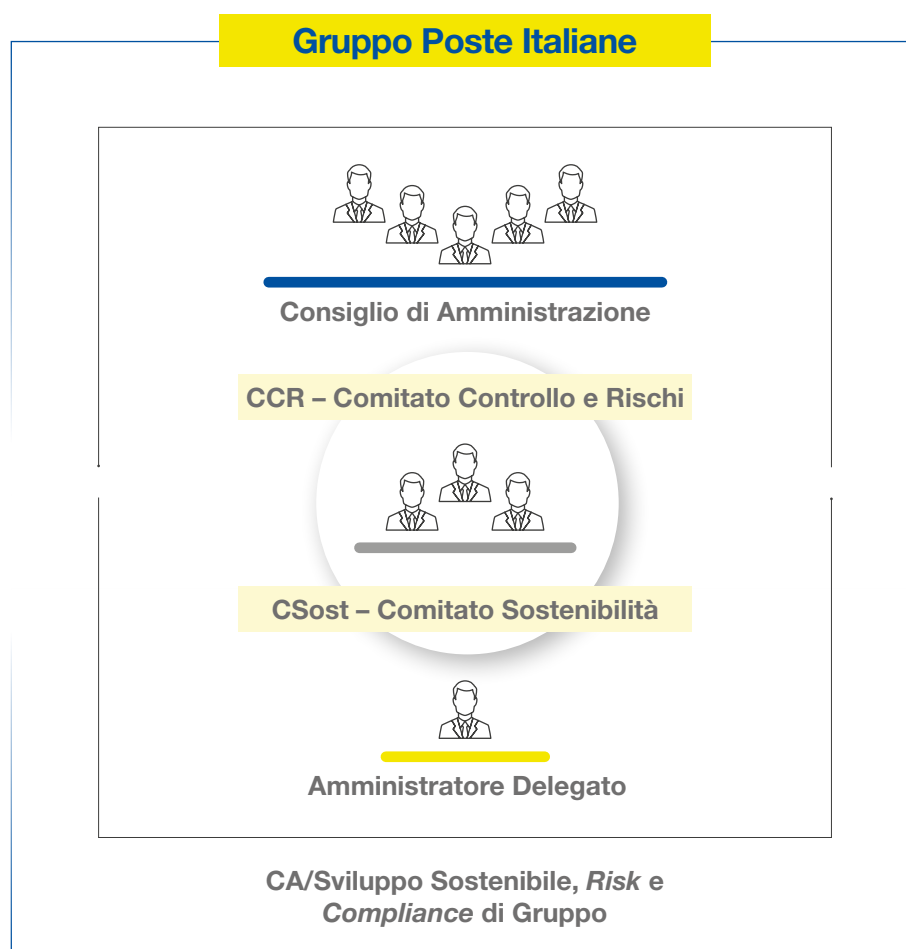 Gruppo Poste Italiane
Consiglio di Amministrazione
CCR – Comitato Controllo e Rischi
CSost – Comitato Sostenibilità
Amministratore Delegato
CA/Sviluppo Sostenibile, Risk e
Compliance di Gruppo